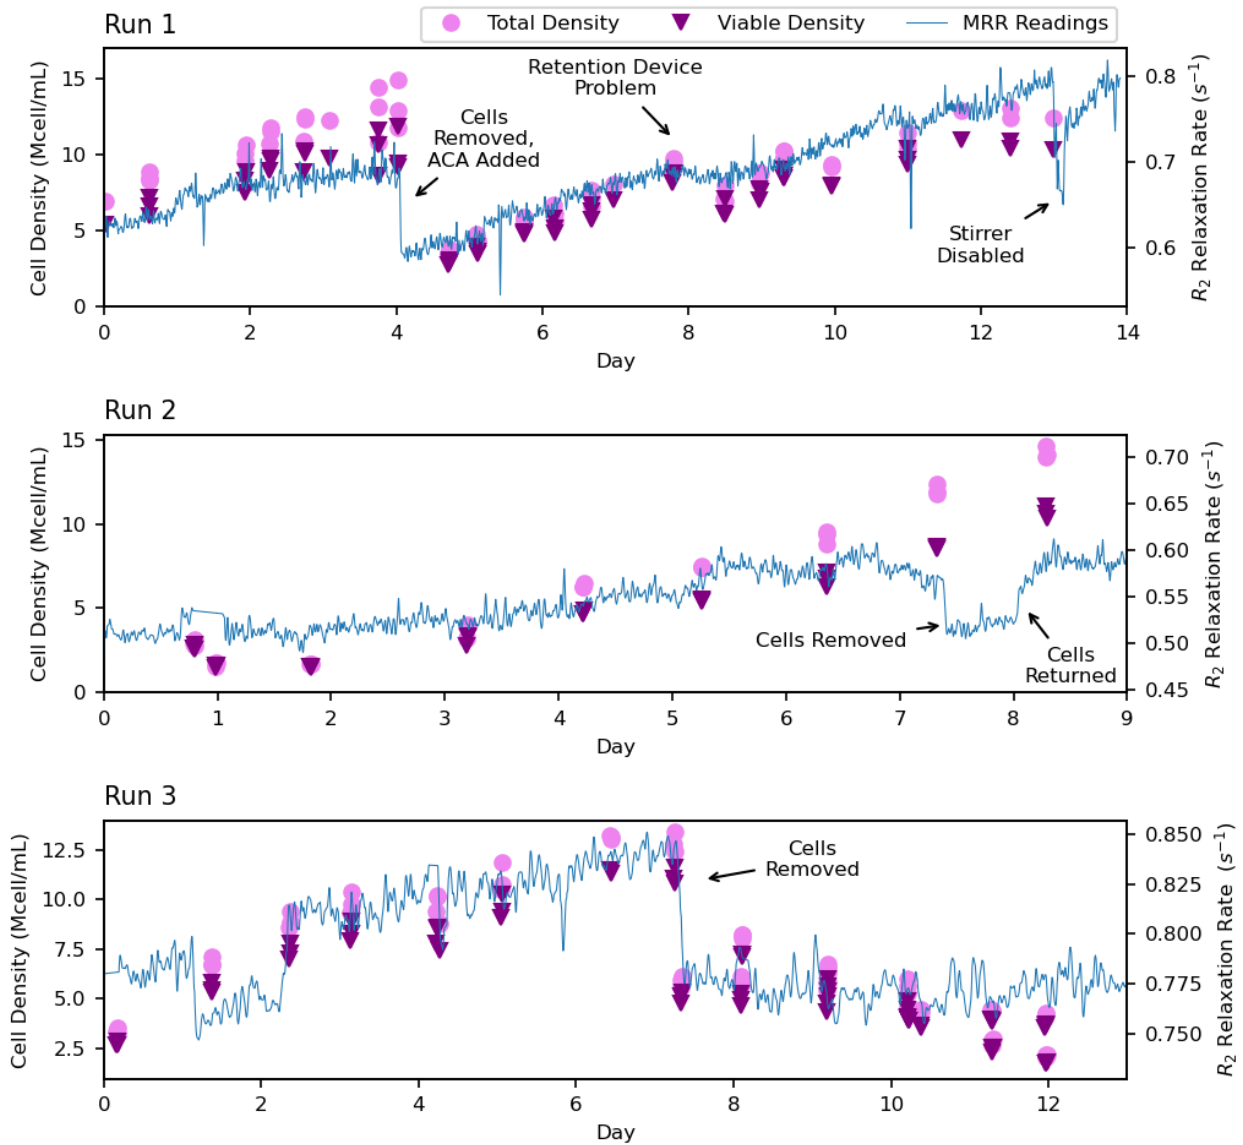 Run 1
Total Density
Viable Density
MRR Readings
Cell Density (Mcell/mL)
15
10
5
0
Retention Device
Problem
Cells
Removed,
ACA Added
Stirrer
Disabled
0.8
0.7
0.6
R2 Relaxation Rate (s−1)
0 2 4 6 8 10 12 14
Day
Run 2
Cell Density (Mcell/mL)
15
10
5
0
Cells Removed
Cells
Returned
0.70
0.65
0.60
0.55
0.50
0.45
R2 Relaxation Rate (s−1)
0 1 2 3 4 5 6 7 8 9
Day
Run 3
Cell Density (Mcell/mL)
12.5
10.0
7.5
5.0
2.5
Cells
Removed
0.850
0.825
0.800
0.775
0.750
R2 Relaxation Rate (s−1)
0 2 4 6 8 10 12
Day